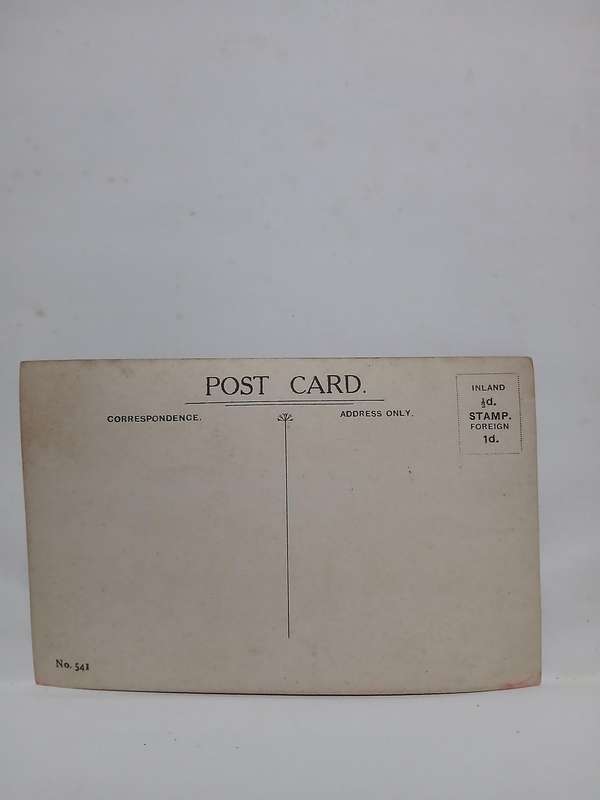 POST CARD.
CORRESPONDENCE.
ADDRESS ONLY.
INLAND
½d.
STAMP.
FOREIGN
1d.
No. 541